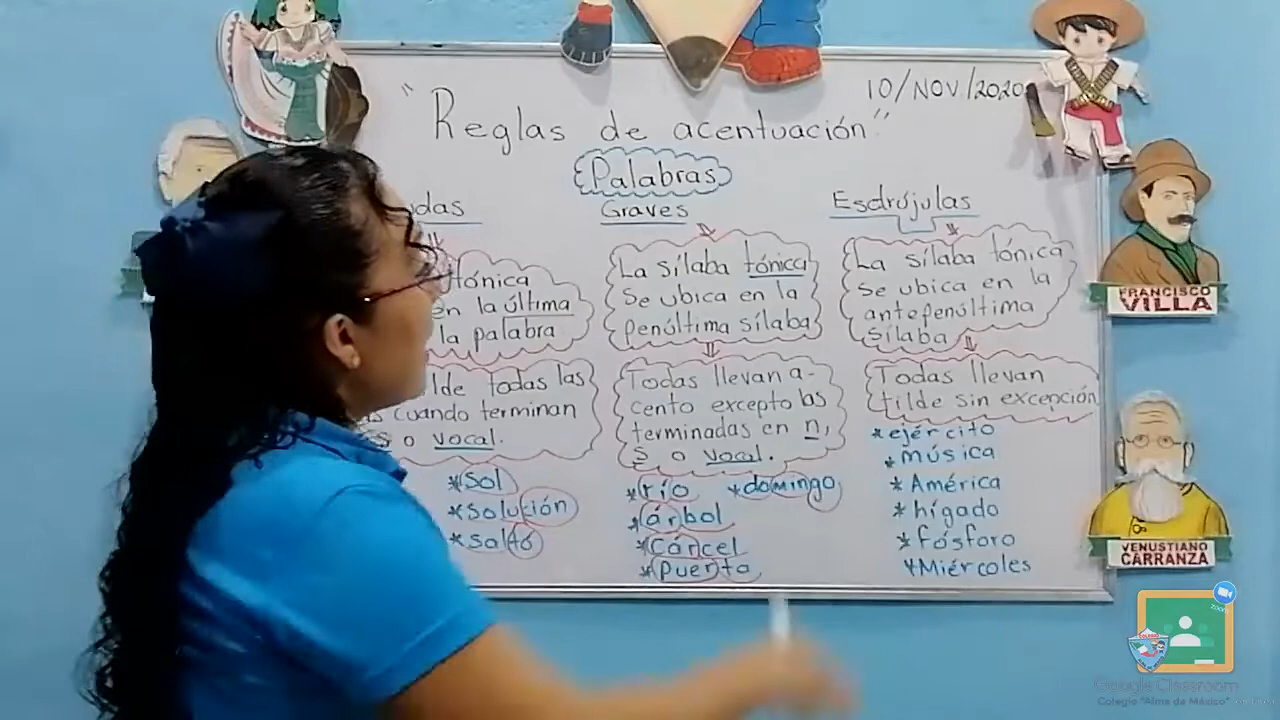 10/NOV/2020
"Reglas de acentuación"
Palabras
udas
tónica
en la última
la palabra
lde todas las
s cuando terminan
s o vocal.
*Sol
*Solución
*saltó
Graves
La sílaba tónica
Se ubica en la
Penúltima sílaba
Todas llevan a-
cento excepto las
terminadas en n,
s o vocal.
*río *domingo
*árbol
*Cárcel
*Puerta
Esdrújulas
La sílaba tónica
se ubica en la
antepenúltima
sílaba
Todas llevan
tilde sin excepción
*ejército
*música
*América
*hígado
*fósforo
*Miércoles
FRANCISCO
VILLA
VENUSTIANO
CARRANZA
zoom
COLEGIO
Google Classroom
Colegio "Alma de México"